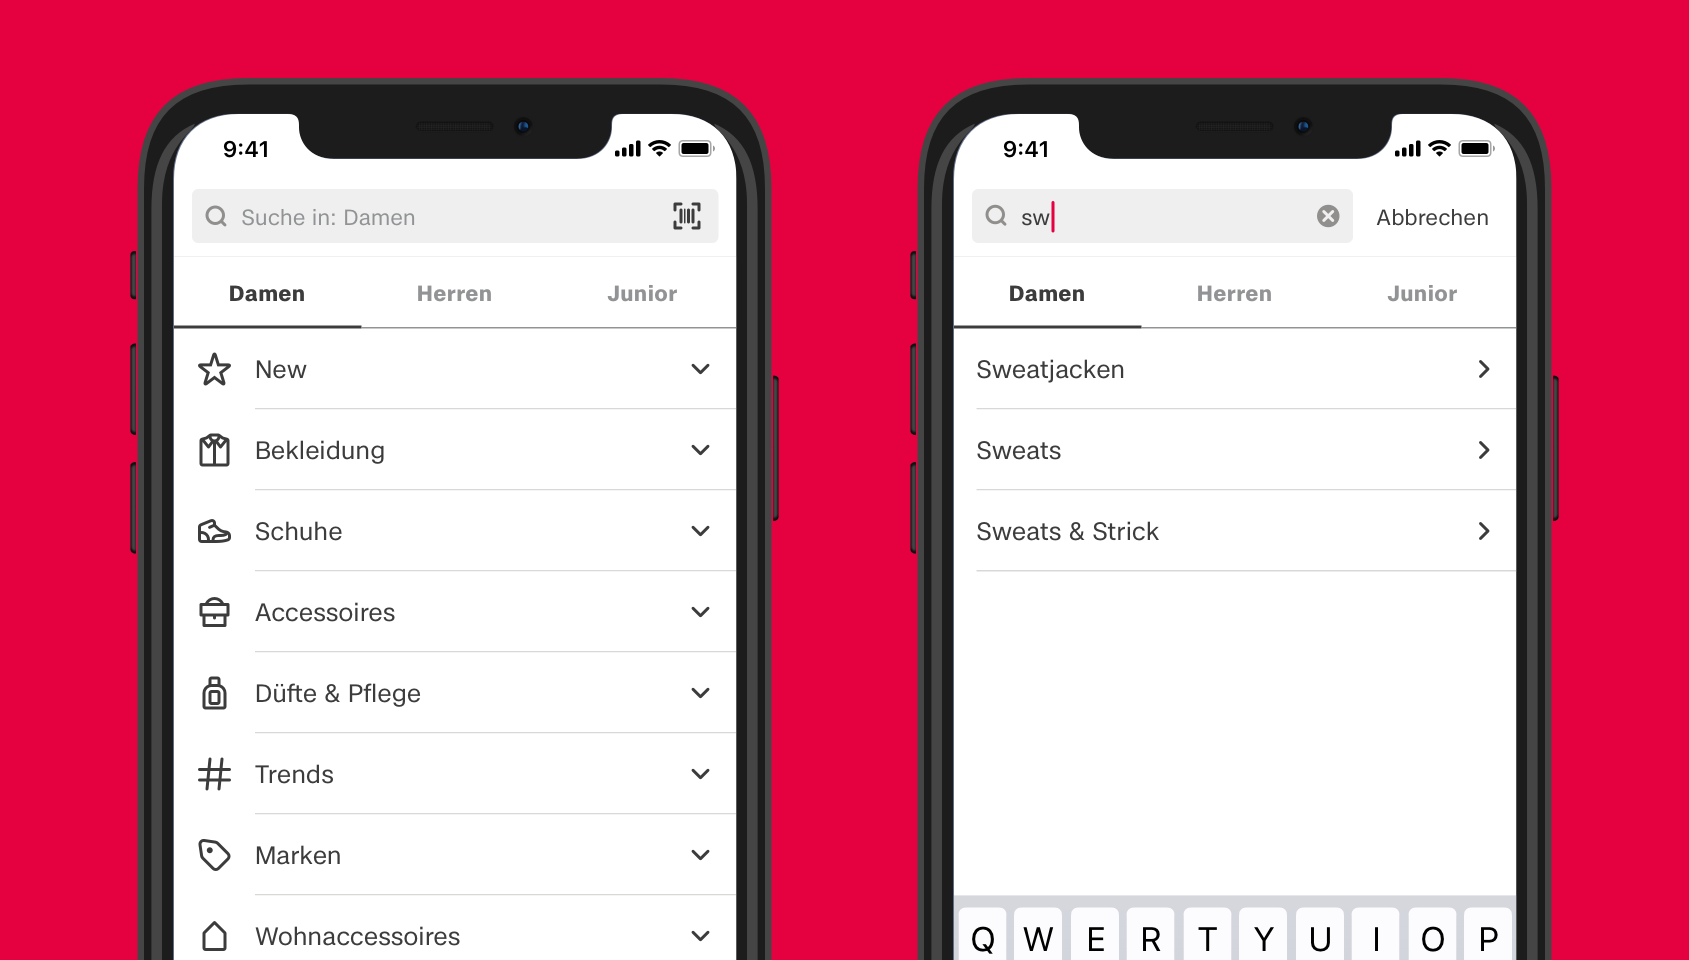 9:41
Suche in: Damen
Damen Herren Junior
New
Bekleidung
Schuhe
Accessoires
Düfte & Pflege
Trends
Marken
Wohnaccessoires
9:41
sw Abbrechen
Damen Herren Junior
Sweatjacken
Sweats
Sweats & Strick
Q W E R T Y U I O P